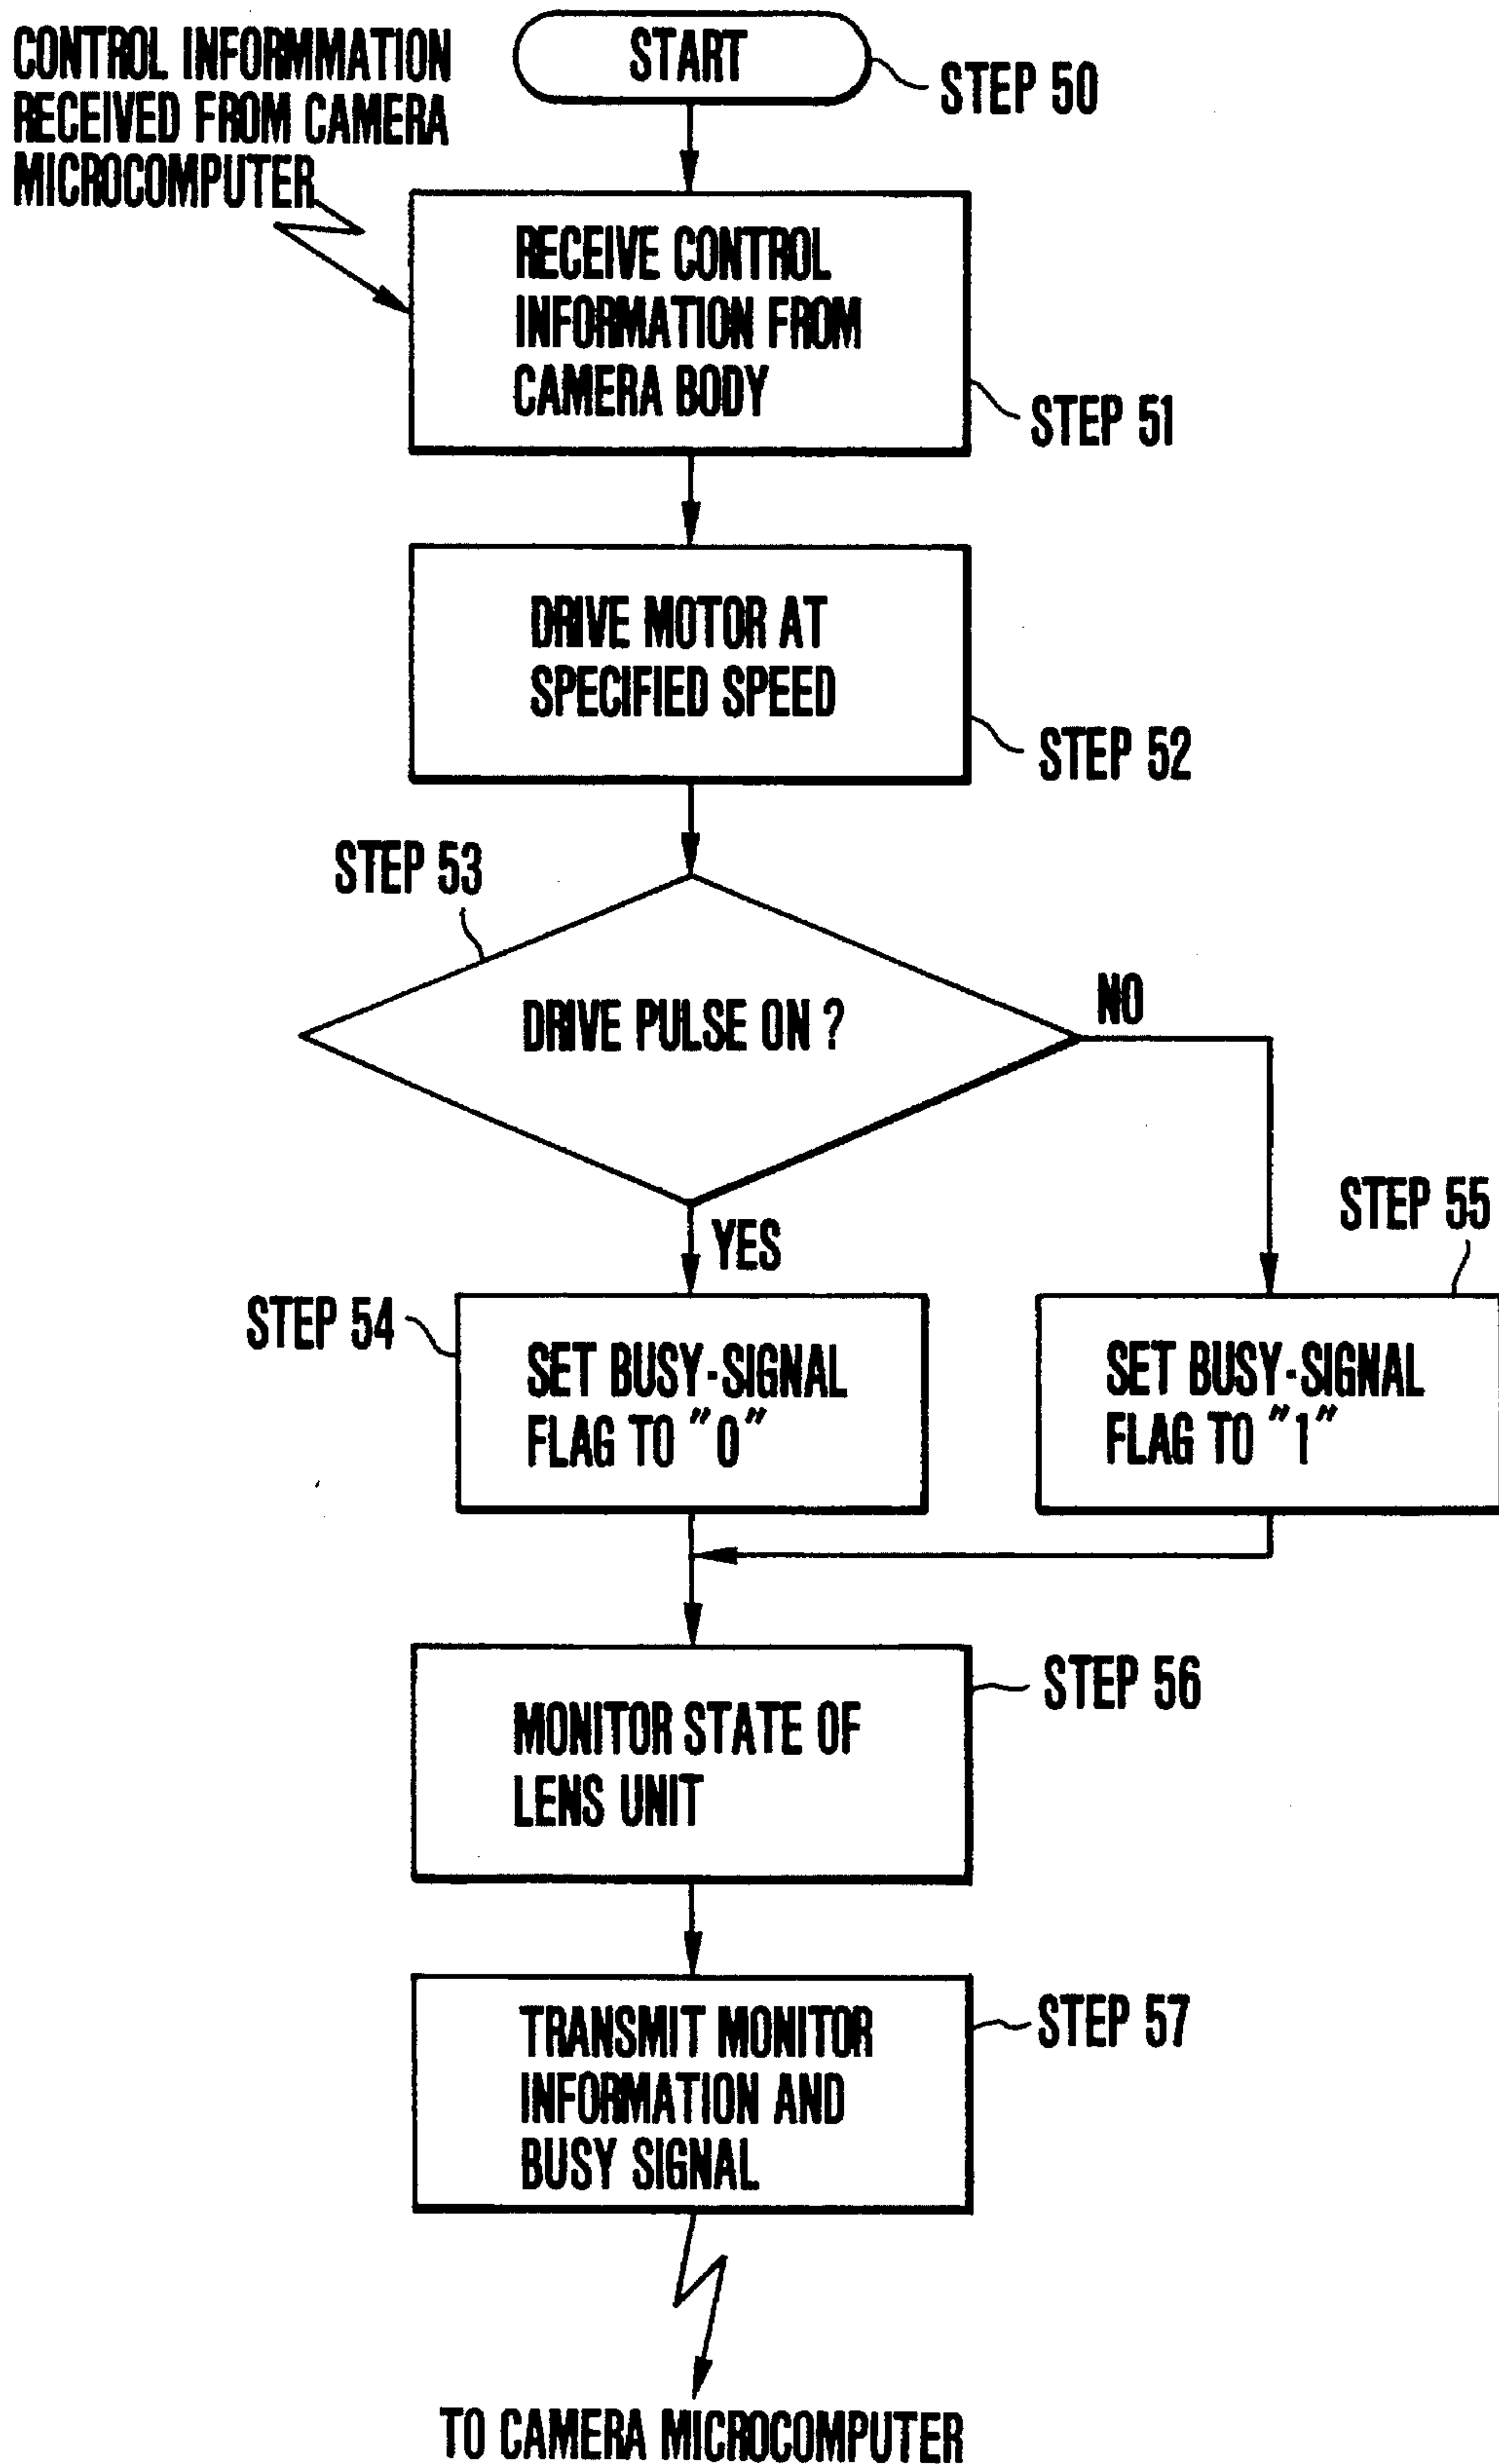 CONTROL INFORMMATION
RECEIVED FROM CAMERA
MICROCOMPUTER
START
STEP 50
RECEIVE CONTROL
INFORMATION FROM
CAMERA BODY
STEP 51
DRIVE MOTOR AT
SPECIFIED SPEED
STEP 52
STEP 53
DRIVE PULSE ON ?
NO
YES
STEP 54
SET BUSY-SIGNAL
FLAG TO "0"
STEP 55
SET BUSY-SIGNAL
FLAG TO "1"
MONITOR STATE OF
LENS UNIT
STEP 56
TRANSMIT MONITOR
INFORMATION AND
BUSY SIGNAL
STEP 57
TO CAMERA MICROCOMPUTER